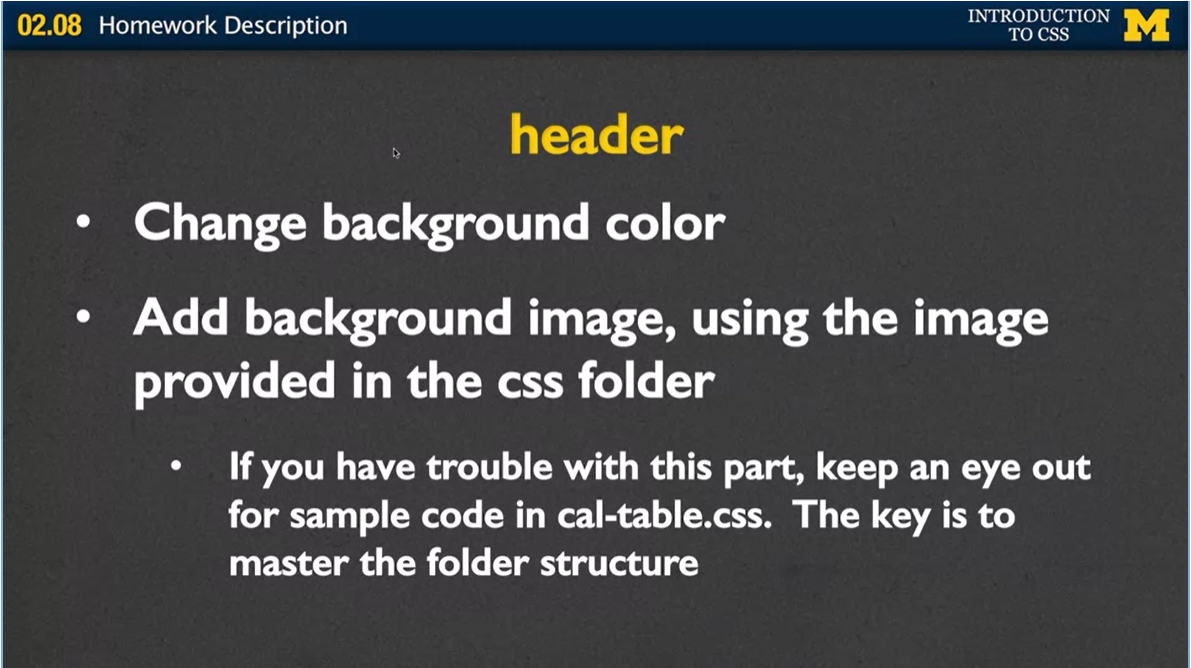 02.08 Homework Description
INTRODUCTION
TO CSS
M
header
• Change background color
• Add background image, using the image
provided in the css folder
• If you have trouble with this part, keep an eye out
for sample code in cal-table.css. The key is to
master the folder structure